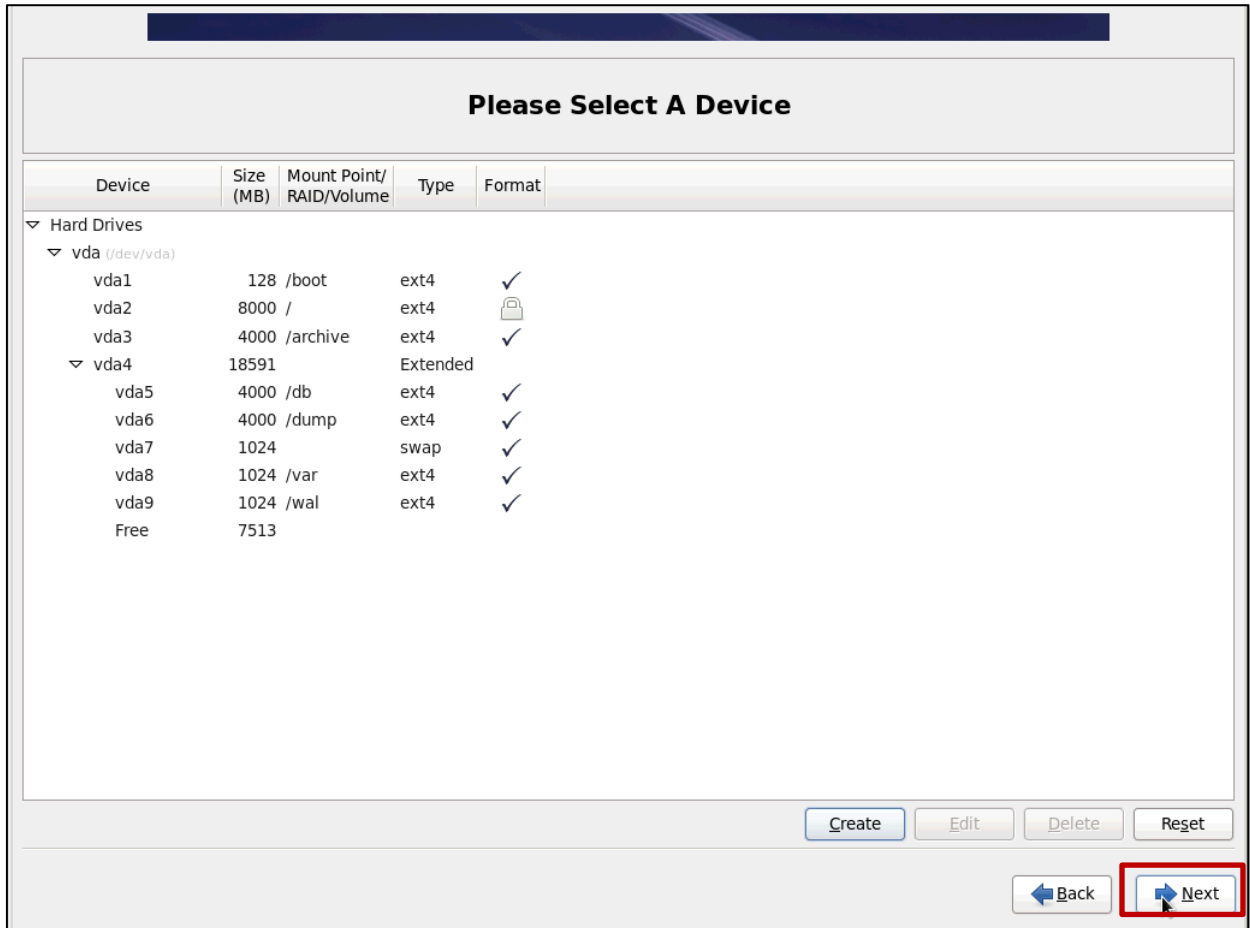 Please Select A Device
Device Size (MB) Mount Point/ RAID/Volume Type Format
Hard Drives
vda (/dev/vda)
vda1 128 /boot ext4
vda2 8000 / ext4
vda3 4000 /archive ext4
vda4 18591 Extended
vda5 4000 /db ext4
vda6 4000 /dump ext4
vda7 1024 swap
vda8 1024 /var ext4
vda9 1024 /wal ext4
Free 7513
Create Edit Delete Reset
Back Next